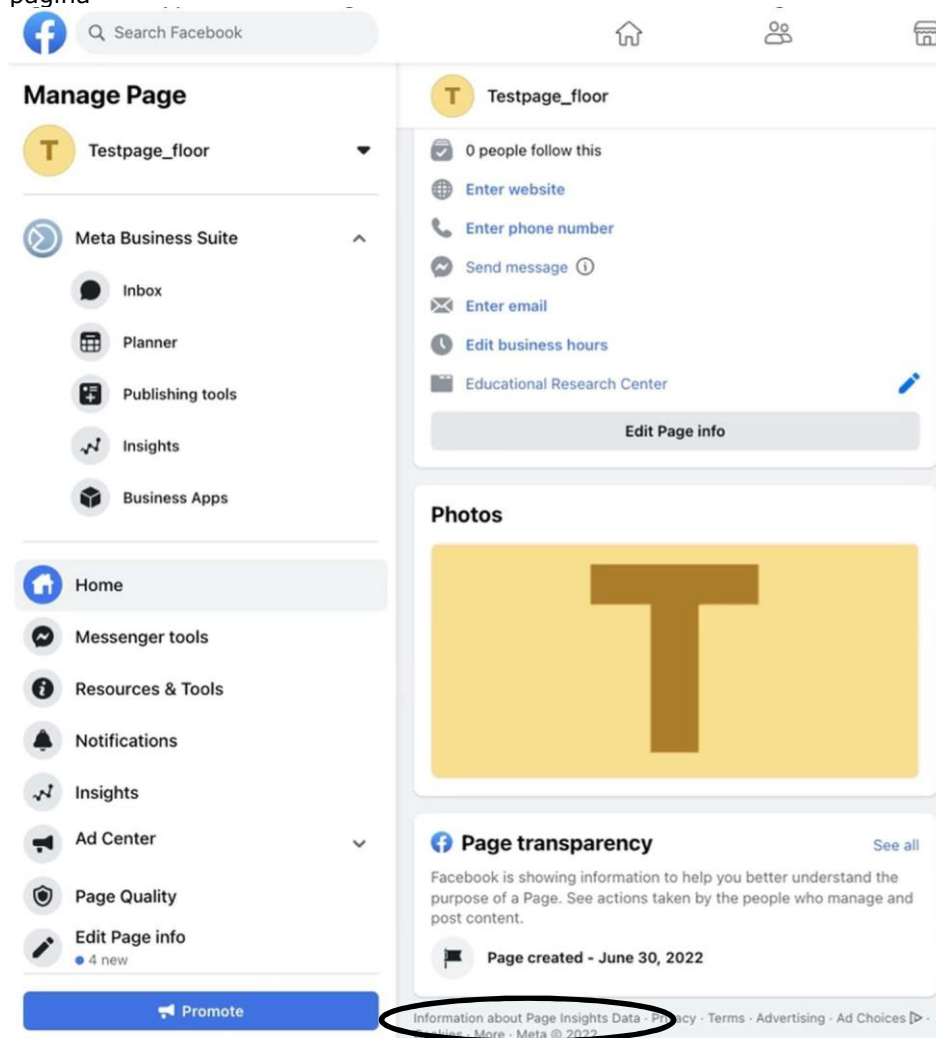 pagina
Search Facebook
Manage Page
Testpage_floor
Meta Business Suite
Inbox
Planner
Publishing tools
Insights
Business Apps
Home
Messenger tools
Resources & Tools
Notifications
Insights
Ad Center
Page Quality
Edit Page info
4 new
Promote
T Testpage_floor
0 people follow this
Enter website
Enter phone number
Send message
Enter email
Edit business hours
Educational Research Center
Edit Page info
Photos
T
Page transparency See all
Facebook is showing information to help you better understand the
purpose of a Page. See actions taken by the people who manage and
post content.
Page created - June 30, 2022
Information about Page Insights Data · Privacy · Terms · Advertising · Ad Choices ·
Cookies · More · Meta © 2022